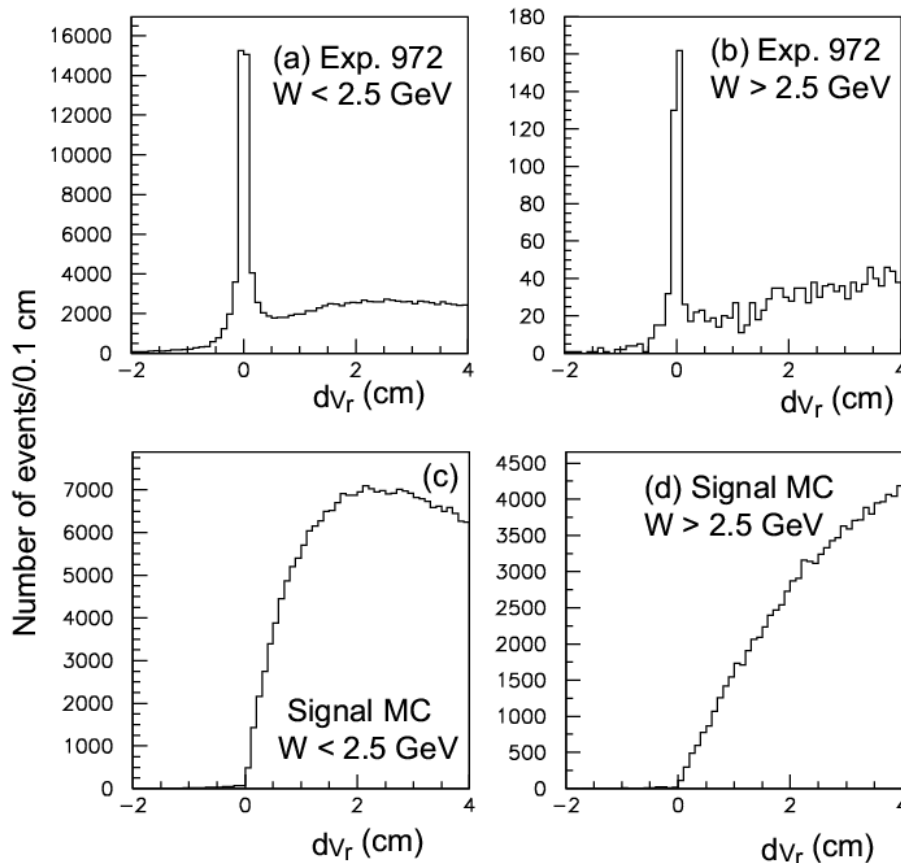 Number of events/0.1 cm
16000
14000
12000
10000
8000
6000
4000
2000
0
(a) Exp. 972
W < 2.5 GeV
−2 0 2 4
dVr (cm)
180
160
140
120
100
80
60
40
20
0
(b) Exp. 972
W > 2.5 GeV
−2 0 2 4
dVr (cm)
7000
6000
5000
4000
3000
2000
1000
0
(c)
Signal MC
W < 2.5 GeV
−2 0 2 4
dVr (cm)
4500
4000
3500
3000
2500
2000
1500
1000
500
0
(d) Signal MC
W > 2.5 GeV
−2 0 2 4
dVr (cm)